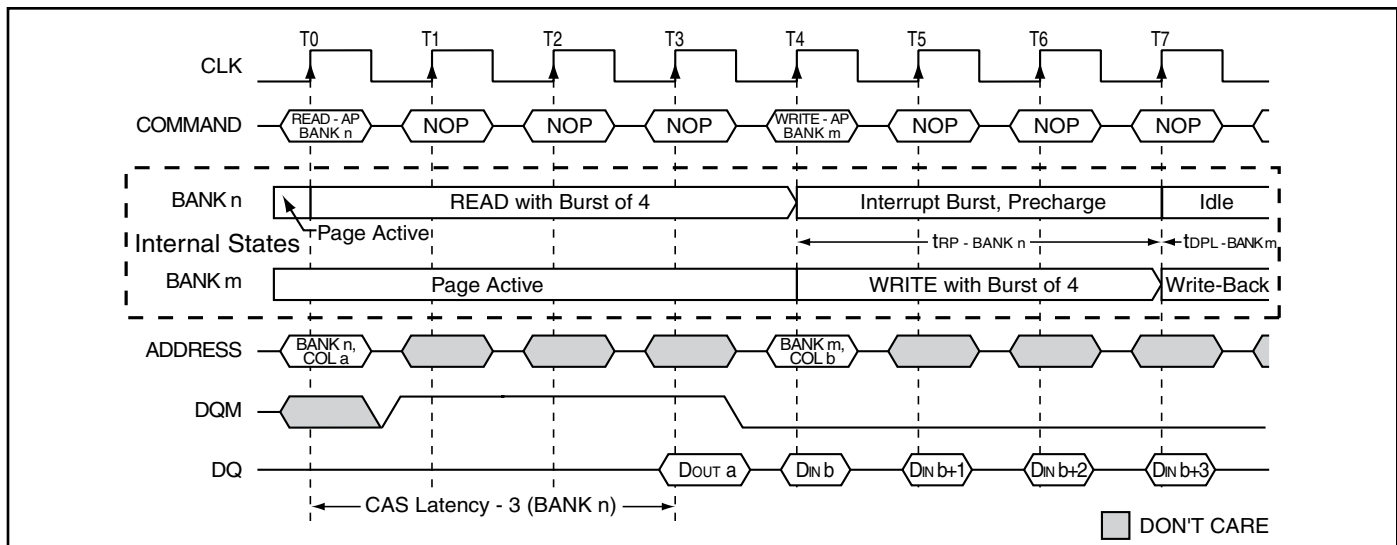 T0 T1 T2 T3 T4 T5 T6 T7
CLK
COMMAND READ - AP BANK n NOP NOP NOP WRITE - AP BANK m NOP NOP NOP
BANK n READ with Burst of 4 Interrupt Burst, Precharge Idle
Internal States Page Active tRP - BANK n tDPL - BANK m
BANK m Page Active WRITE with Burst of 4 Write-Back
ADDRESS BANK n, COL a BANK m, COL b
DQM
DQ DOUT a DIN b DIN b+1 DIN b+2 DIN b+3
CAS Latency - 3 (BANK n)
DON'T CARE